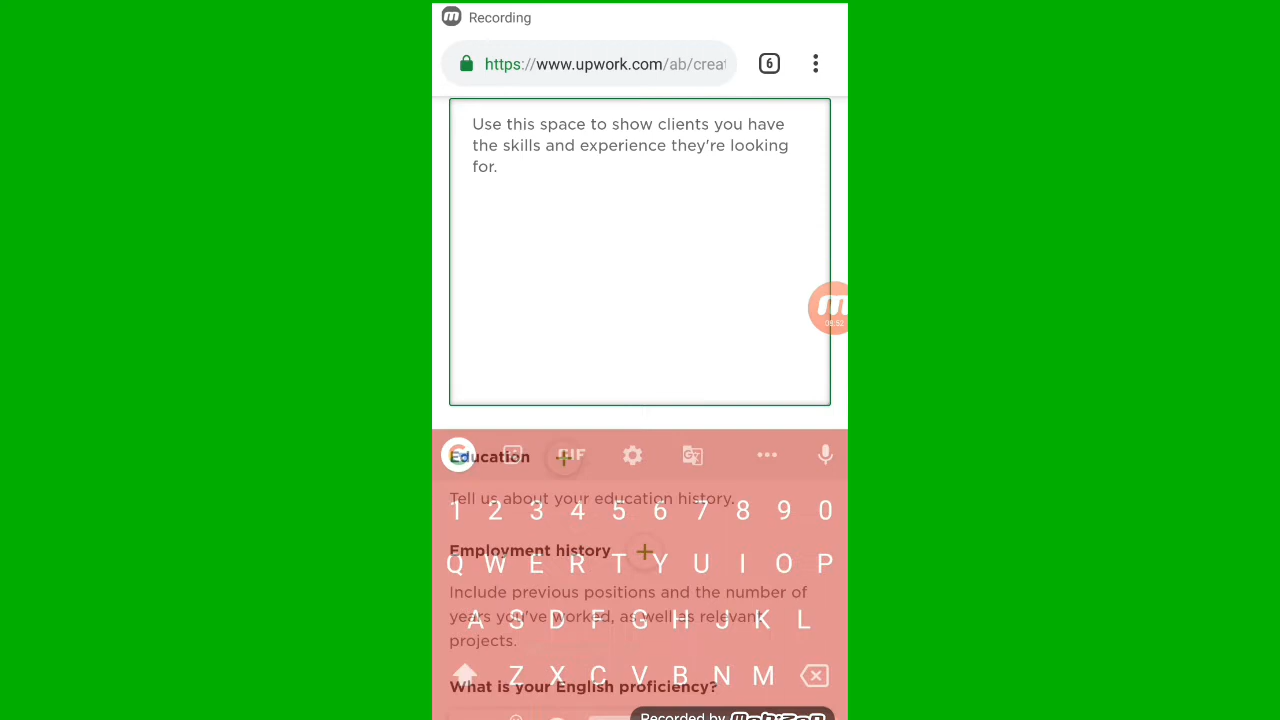 Recording
https://www.upwork.com/ab/creat
6
Use this space to show clients you have
the skills and experience they're looking
for.
08:52
Education
GIF
Tell us about your education history.
1 2 3 4 5 6 7 8 9 0
Employment history
Q W E R T Y U I O P
Include previous positions and the number of
years you've worked, as well as relevant
A S D F G H J K L
projects.
Z X C V B N M
What is your English proficiency?
Recorded by